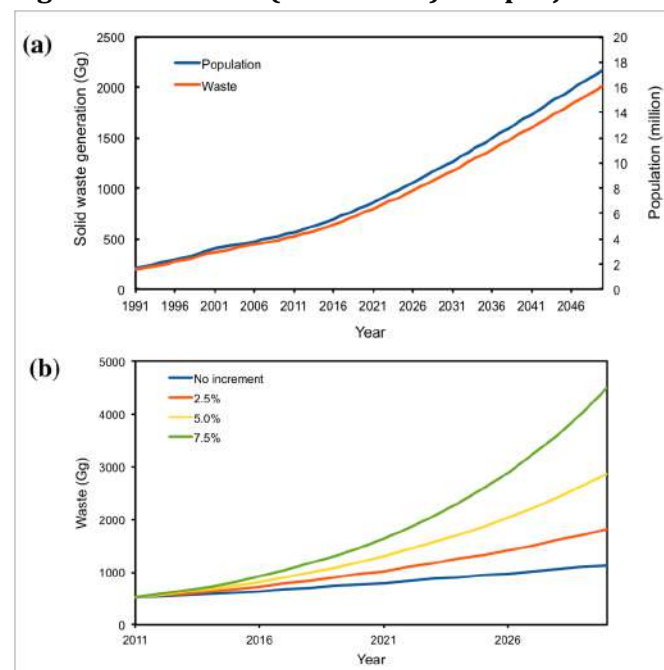 (a)
Population
Waste
Solid waste generation (Gg)
2500
2000
1500
1000
500
0
20
18
16
14
12
10
8
6
4
2
0
Population (million)
1991 1996 2001 2006 2011 2016 2021 2026 2031 2036 2041 2046
Year
(b)
No increment
2.5%
5.0%
7.5%
Waste (Gg)
5000
4000
3000
2000
1000
0
2011 2016 2021 2026
Year